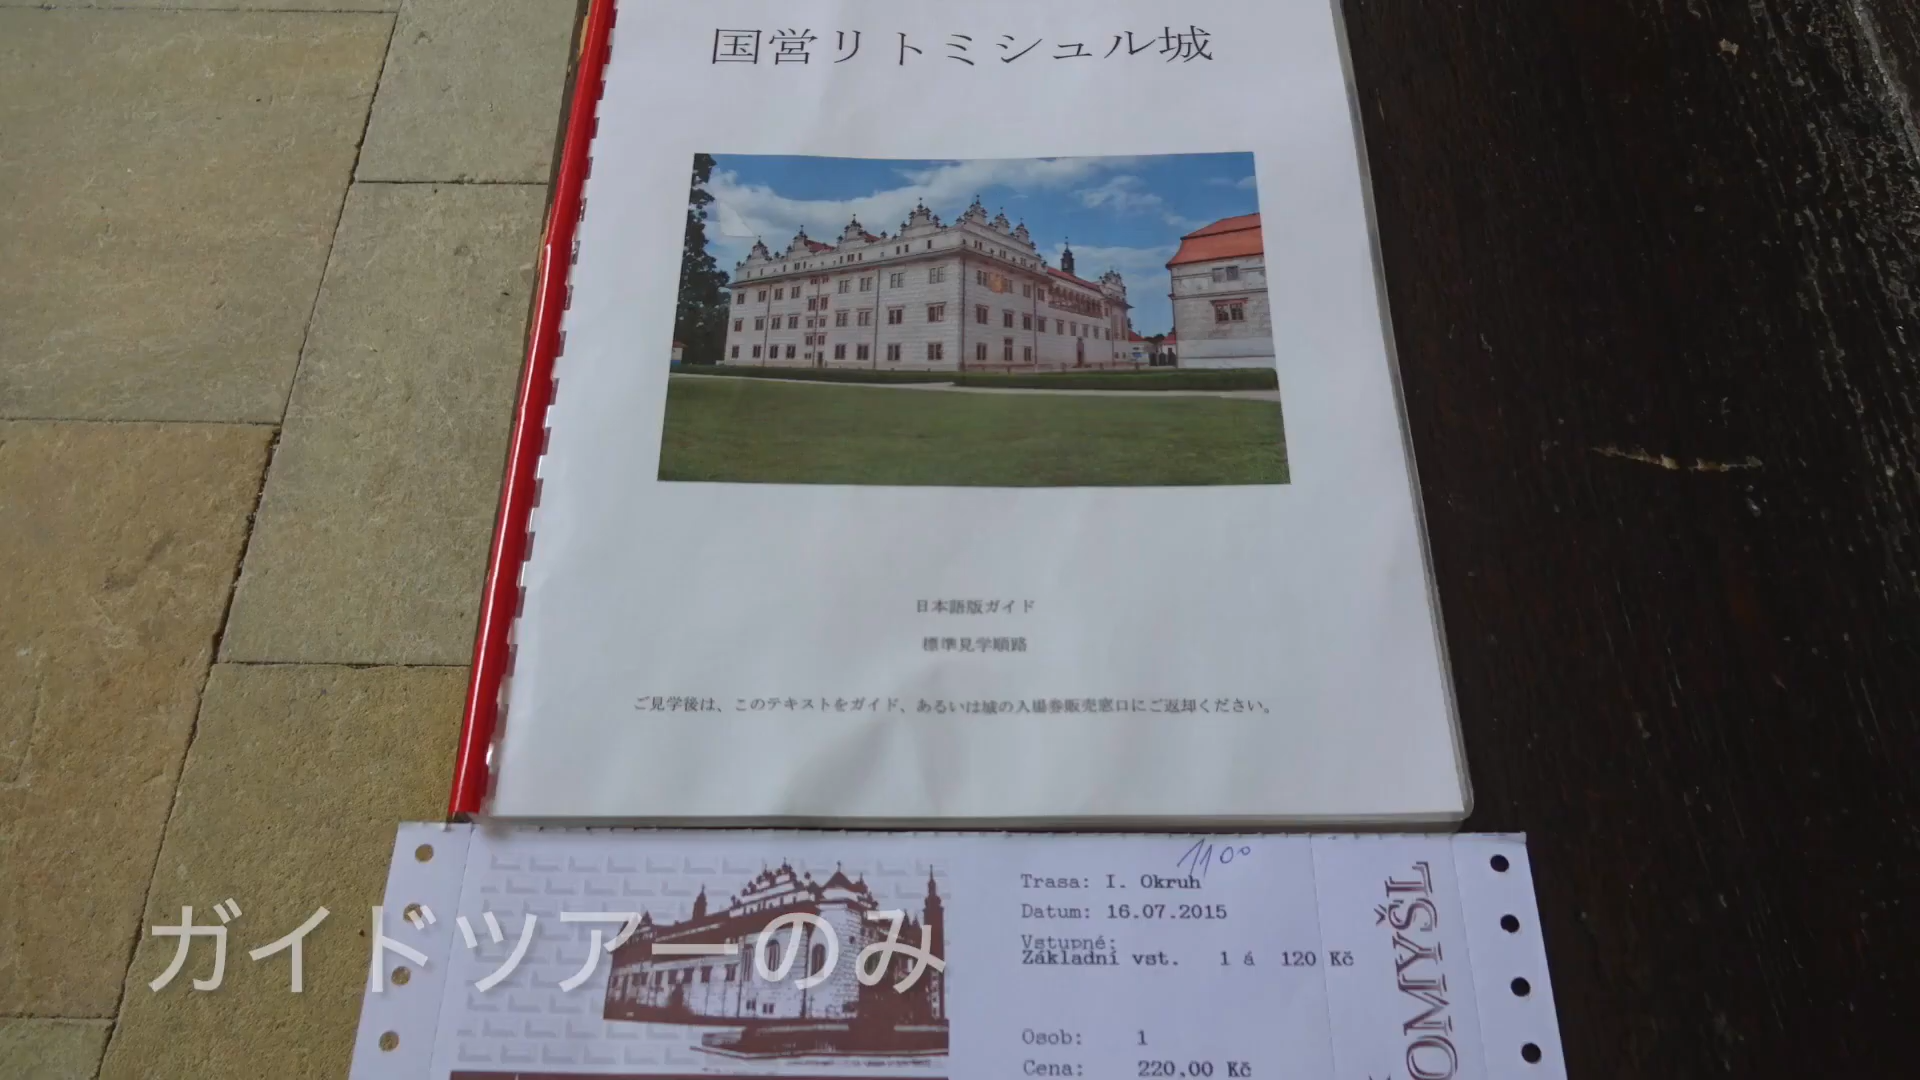 国営リトミシュル城
日本語版ガイド
標準見学順路
ご見学後は、このテキストをガイド、あるいは城の入場券販売窓口にご返却ください。
1100
Trasa: I. Okruh
Datum: 16.07.2015
Vstupné:
Základní vst. 1 á 120 Kč
Osob: 1
Cena: 220,00 Kč
OMYŠL
ガイドツアーのみ